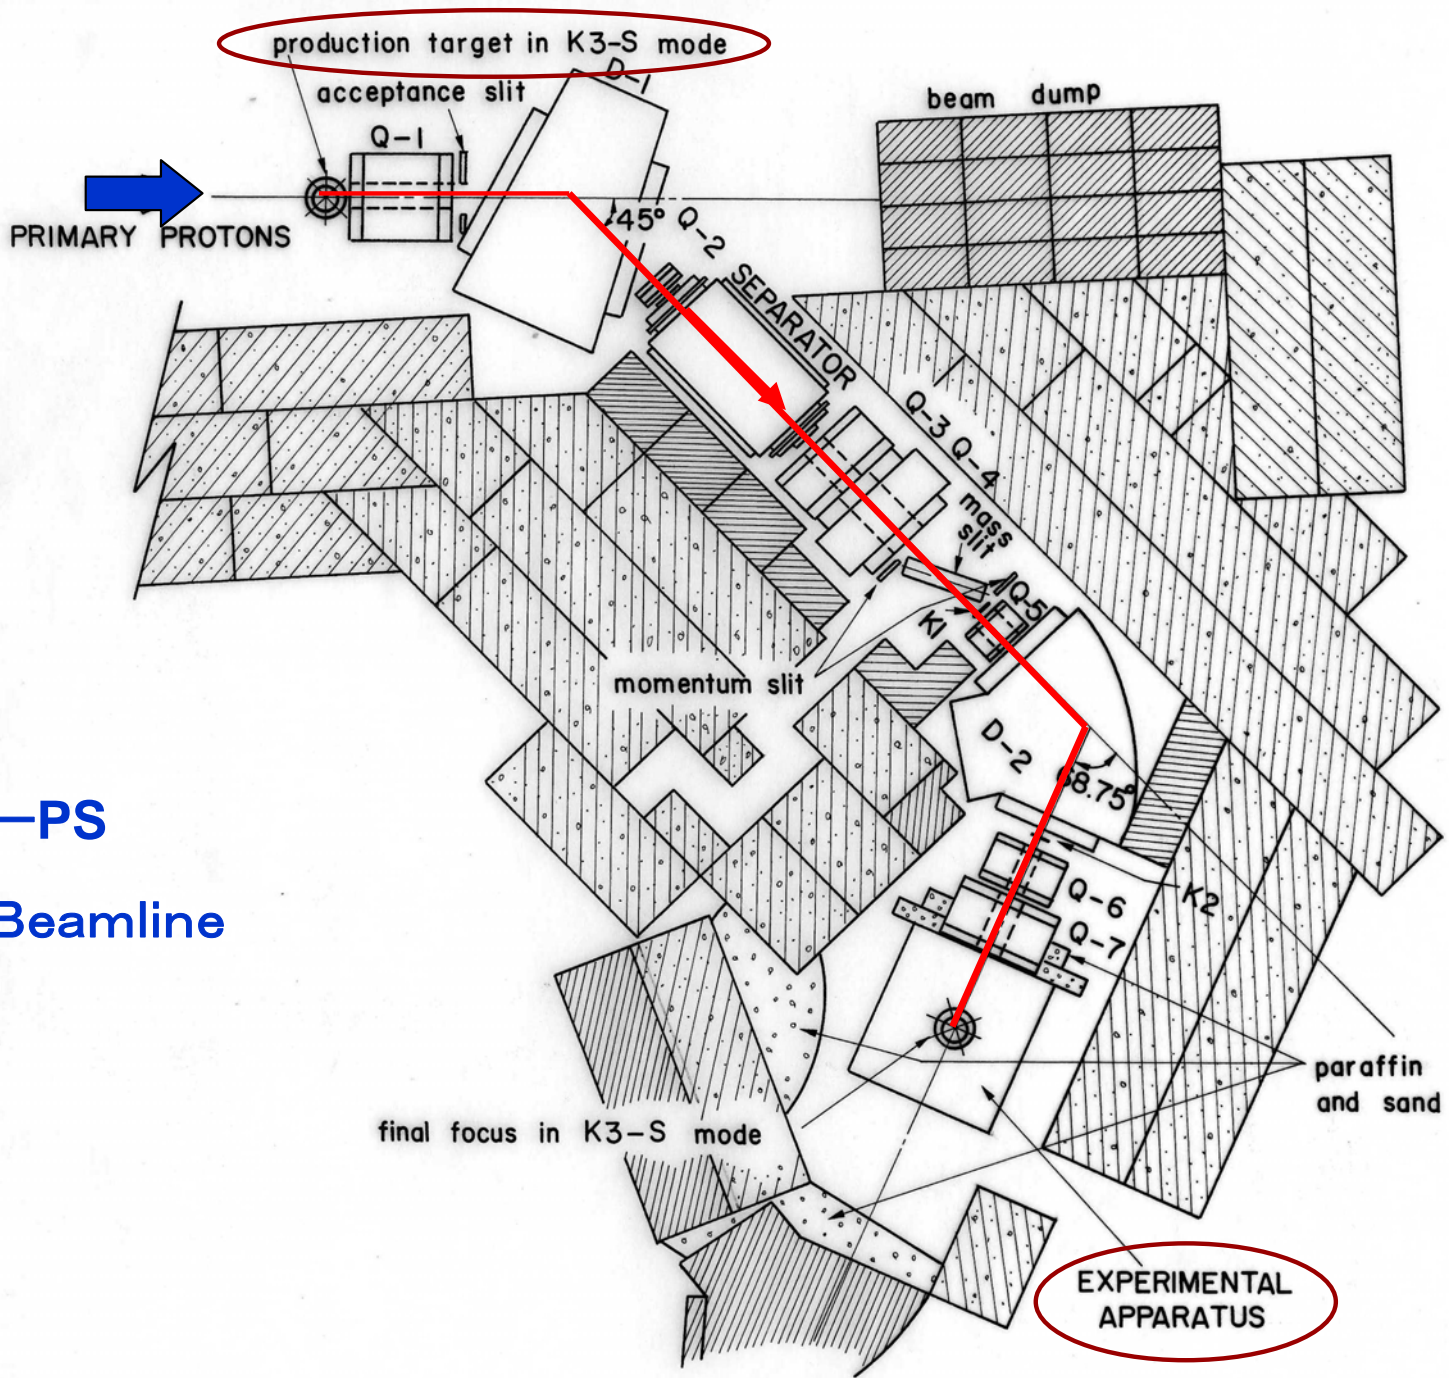 production target in K3-S mode
D-1
acceptance slit
beam dump
Q-1
PRIMARY PROTONS
45°
Q-2
SEPARATOR
Q-3
Q-4
mass
slit
Q-5
K1
momentum slit
D-2
68.75°
—PS
Beamline
Q-6
K2
Q-7
paraffin
and sand
final focus in K3-S mode
EXPERIMENTAL
APPARATUS